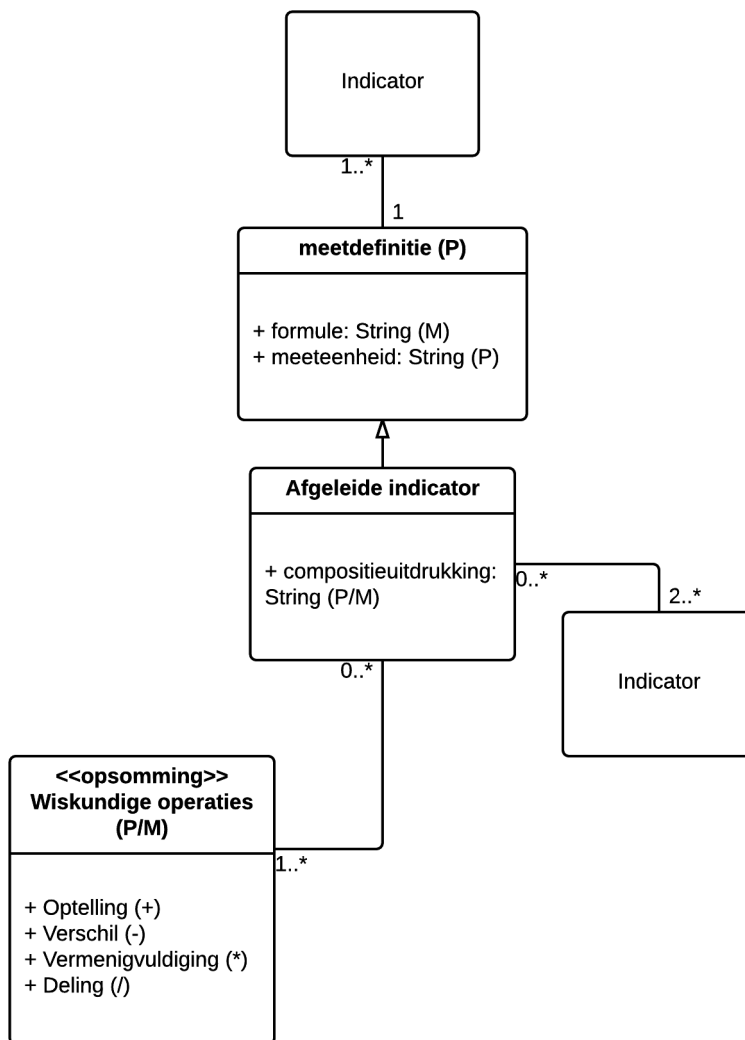 Indicator
1..*
1
meetdefinitie (P)
+ formule: String (M)
+ meeteenheid: String (P)
Afgeleide indicator
+ compositieuitdrukking:
String (P/M)
0..*
2..*
Indicator
0..*
<<opsomming>>
Wiskundige operaties
(P/M)
1..*
+ Optelling (+)
+ Verschil (-)
+ Vermenigvuldiging (*)
+ Deling (/)